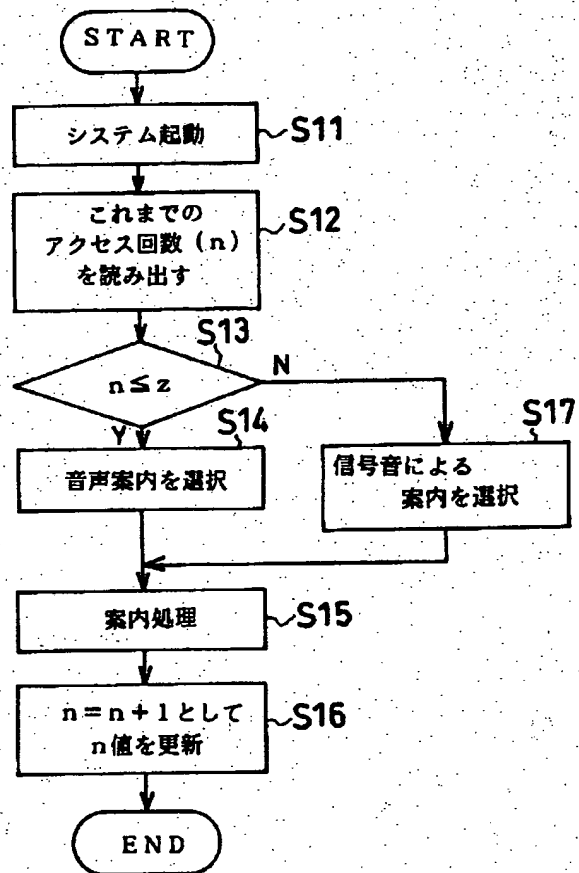 START
システム起動
S11
これまでの
アクセス回数(n)
を読み出す
S12
S13
n≦z
N
Y
S14
音声案内を選択
S17
信号音による
案内を選択
案内処理
S15
n=n+1として
n値を更新
S16
END